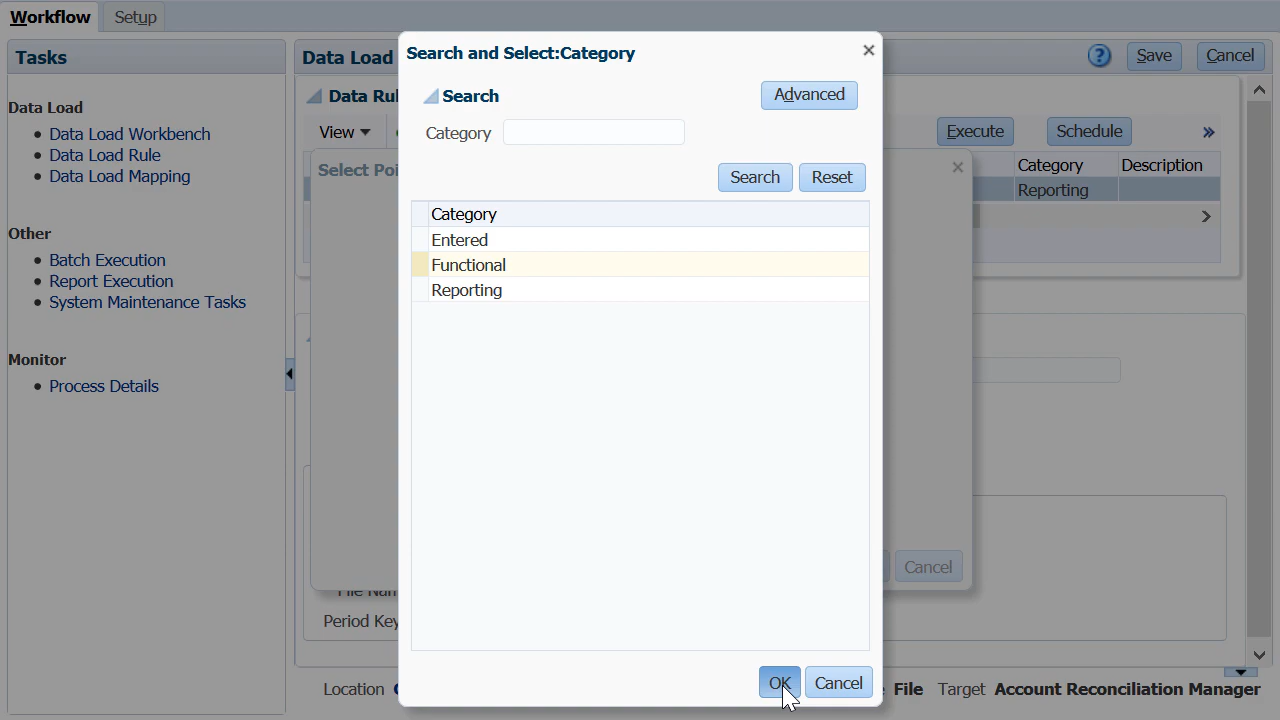 Workflow Setup
Tasks
Data Load
Data Load Workbench
Data Load Rule
Data Load Mapping
Other
Batch Execution
Report Execution
System Maintenance Tasks
Monitor
Process Details
Data Load
Save Cancel
Data Rul
View
Execute Schedule
Category Description
Reporting
Select Poi
Cancel
Period Key
Location
File Target Account Reconciliation Manager
Search and Select:Category
Search
Advanced
Category
Search Reset
Category
Entered
Functional
Reporting
OK Cancel